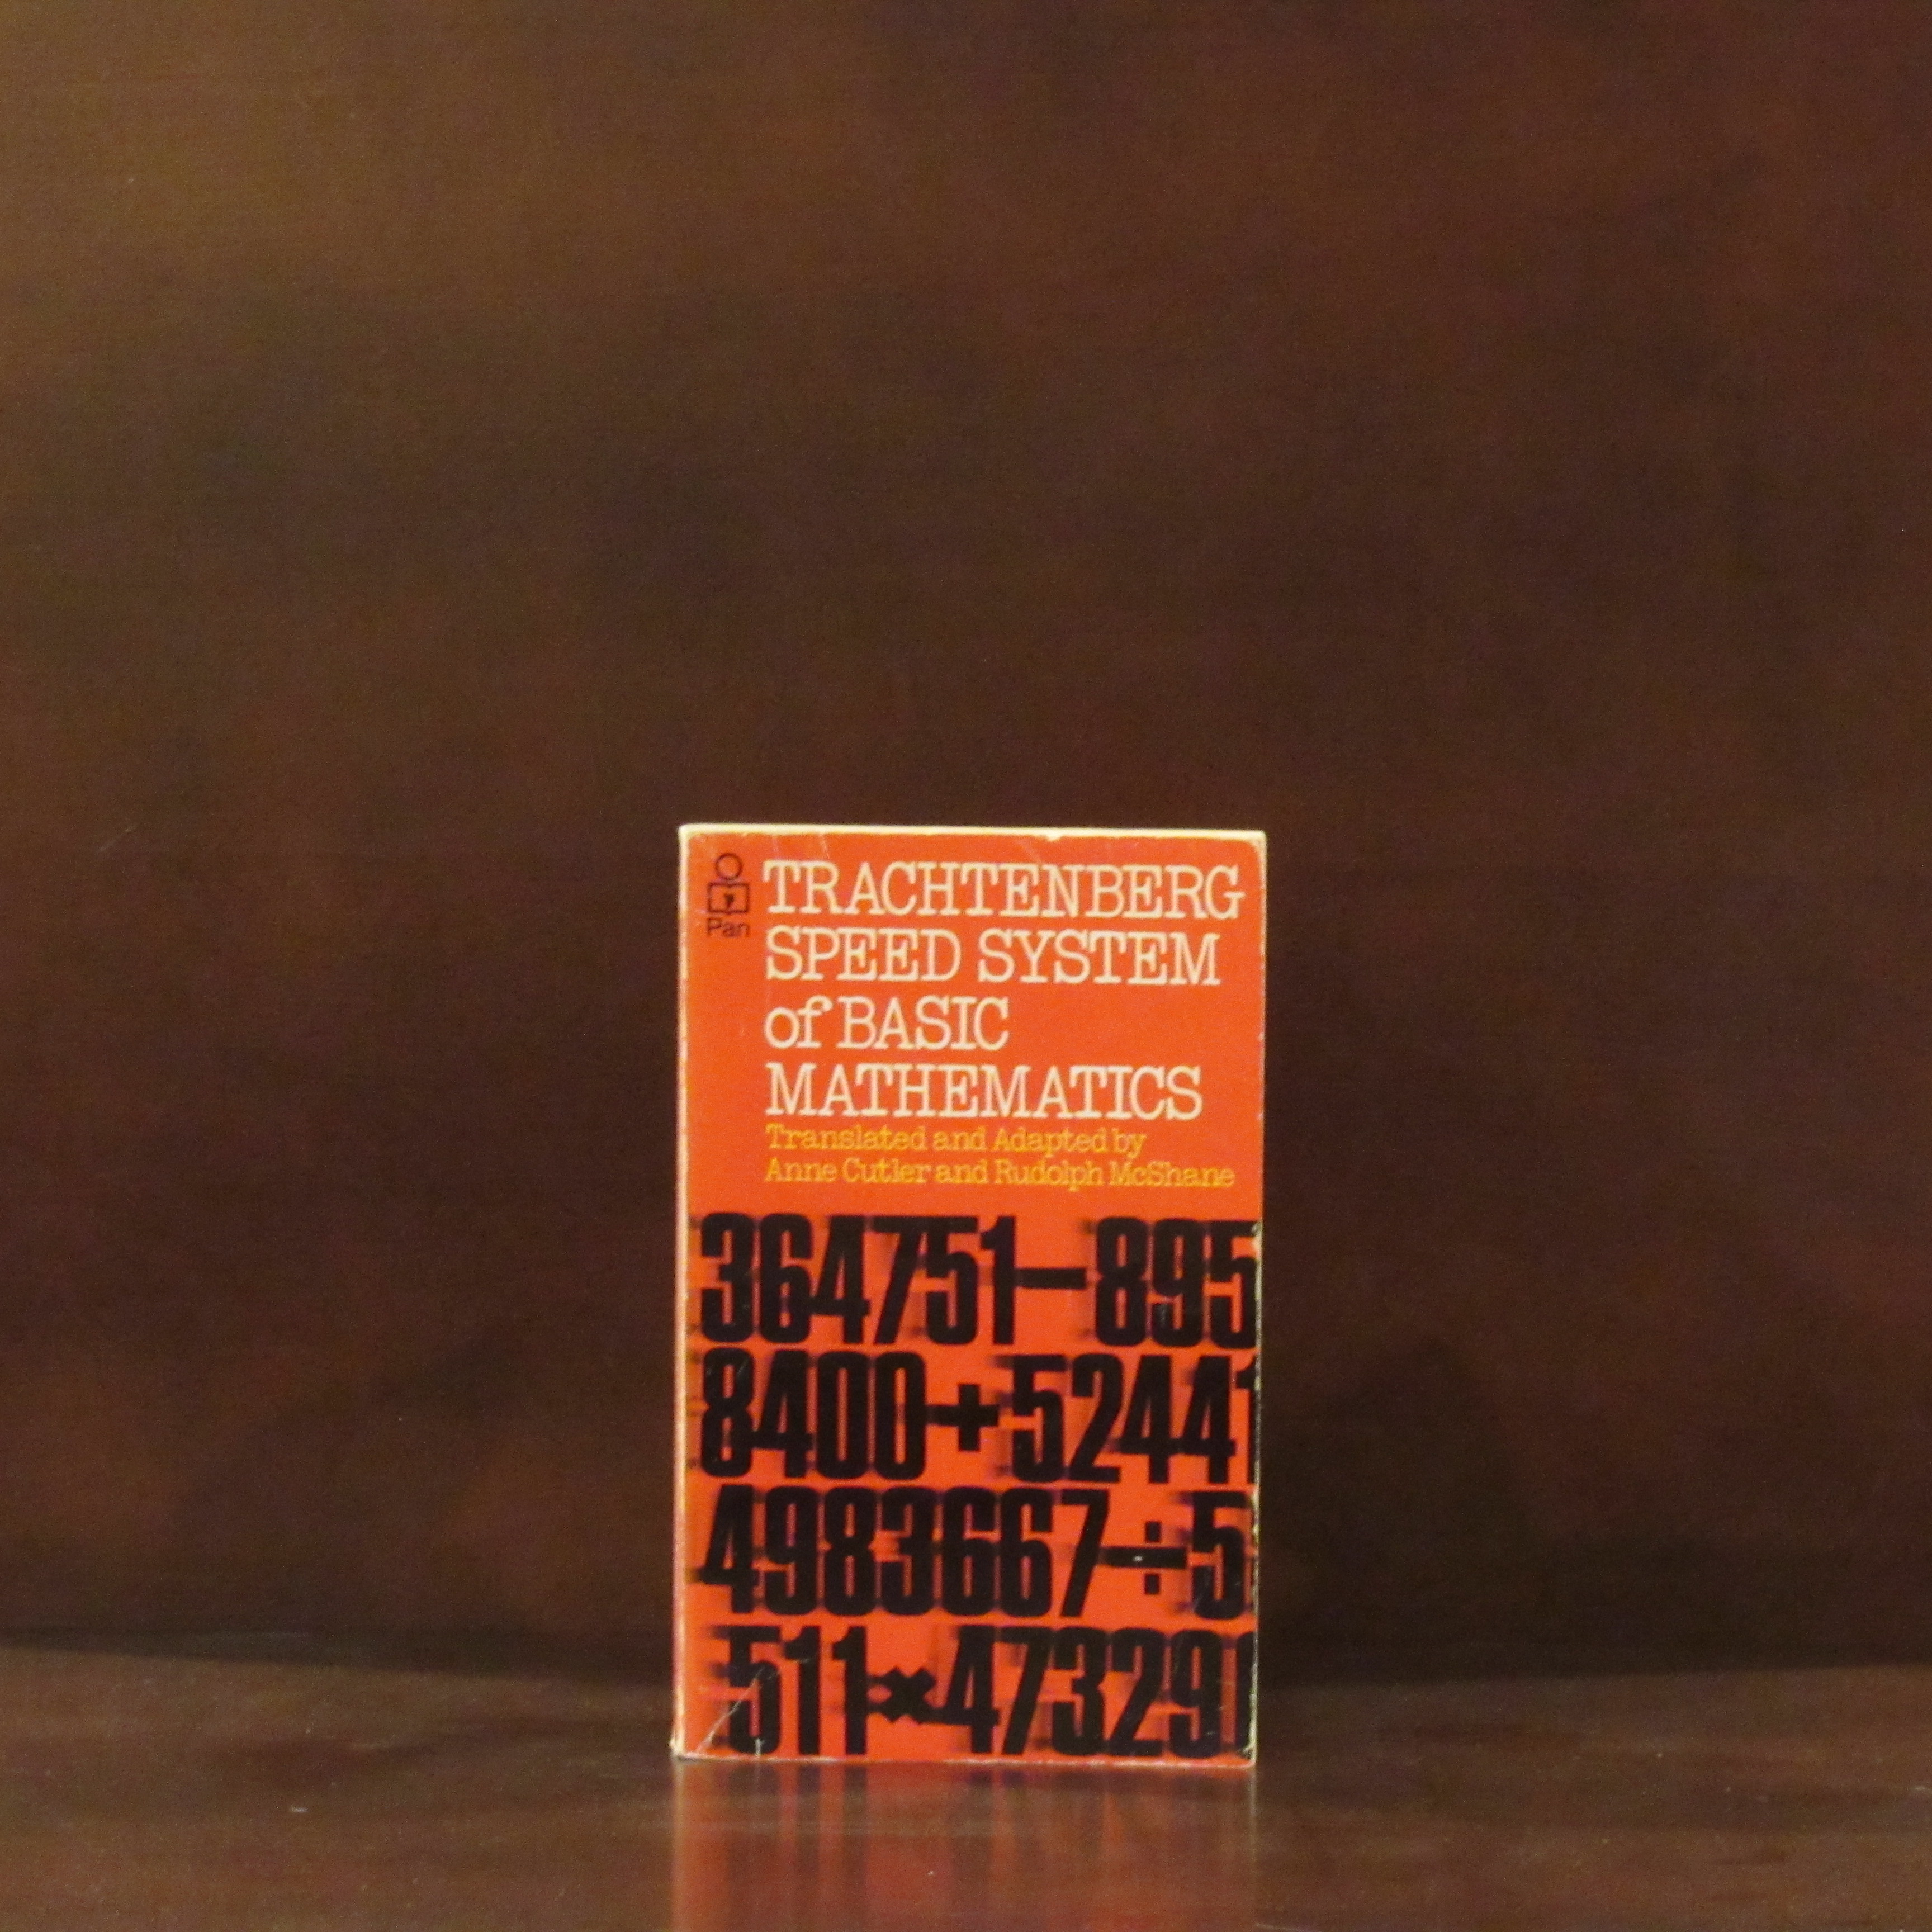 Pan
TRACHTENBERG
SPEED SYSTEM
of BASIC
MATHEMATICS
Translated and Adapted by
Anne Cutler and Rudolph McShane
364751−895
8400+52441
4983667÷5
511×47329